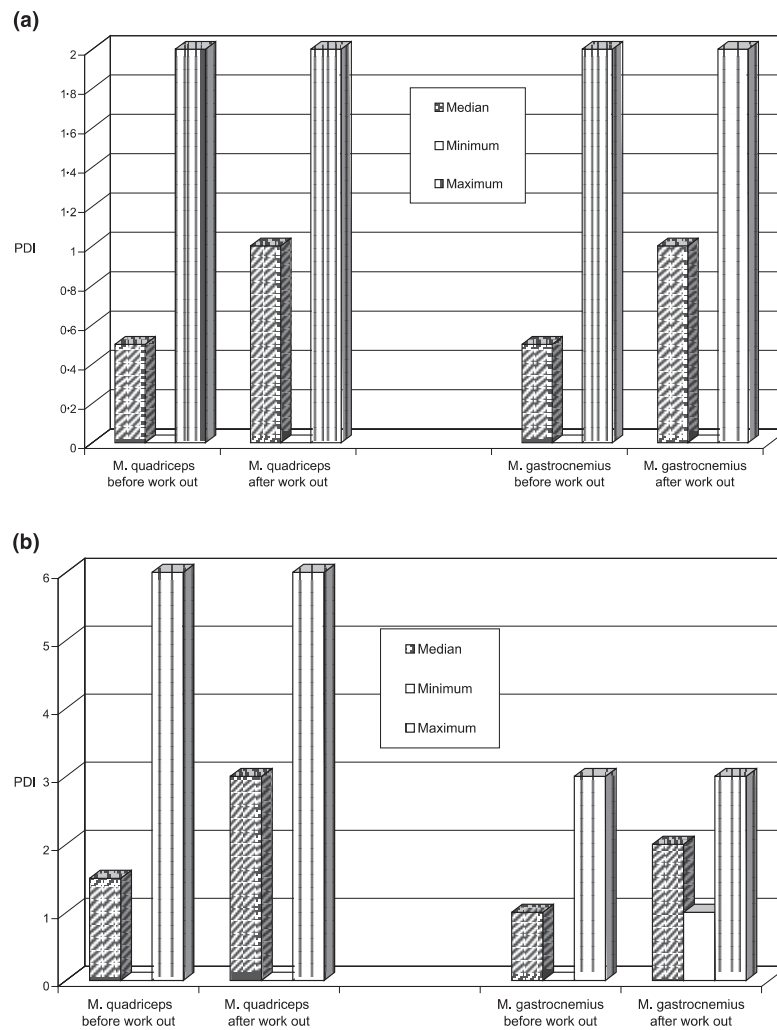 (a)
2
1·8
1·6
1·4
1·2
PDI
1
0·8
0·6
0·4
0·2
0
Median
Minimum
Maximum
M. quadriceps
before work out
M. quadriceps
after work out
M. gastrocnemius
before work out
M. gastrocnemius
after work out
(b)
6
5
4
PDI
3
2
1
0
Median
Minimum
Maximum
M. quadriceps
before work out
M. quadriceps
after work out
M. gastrocnemius
before work out
M. gastrocnemius
after work out